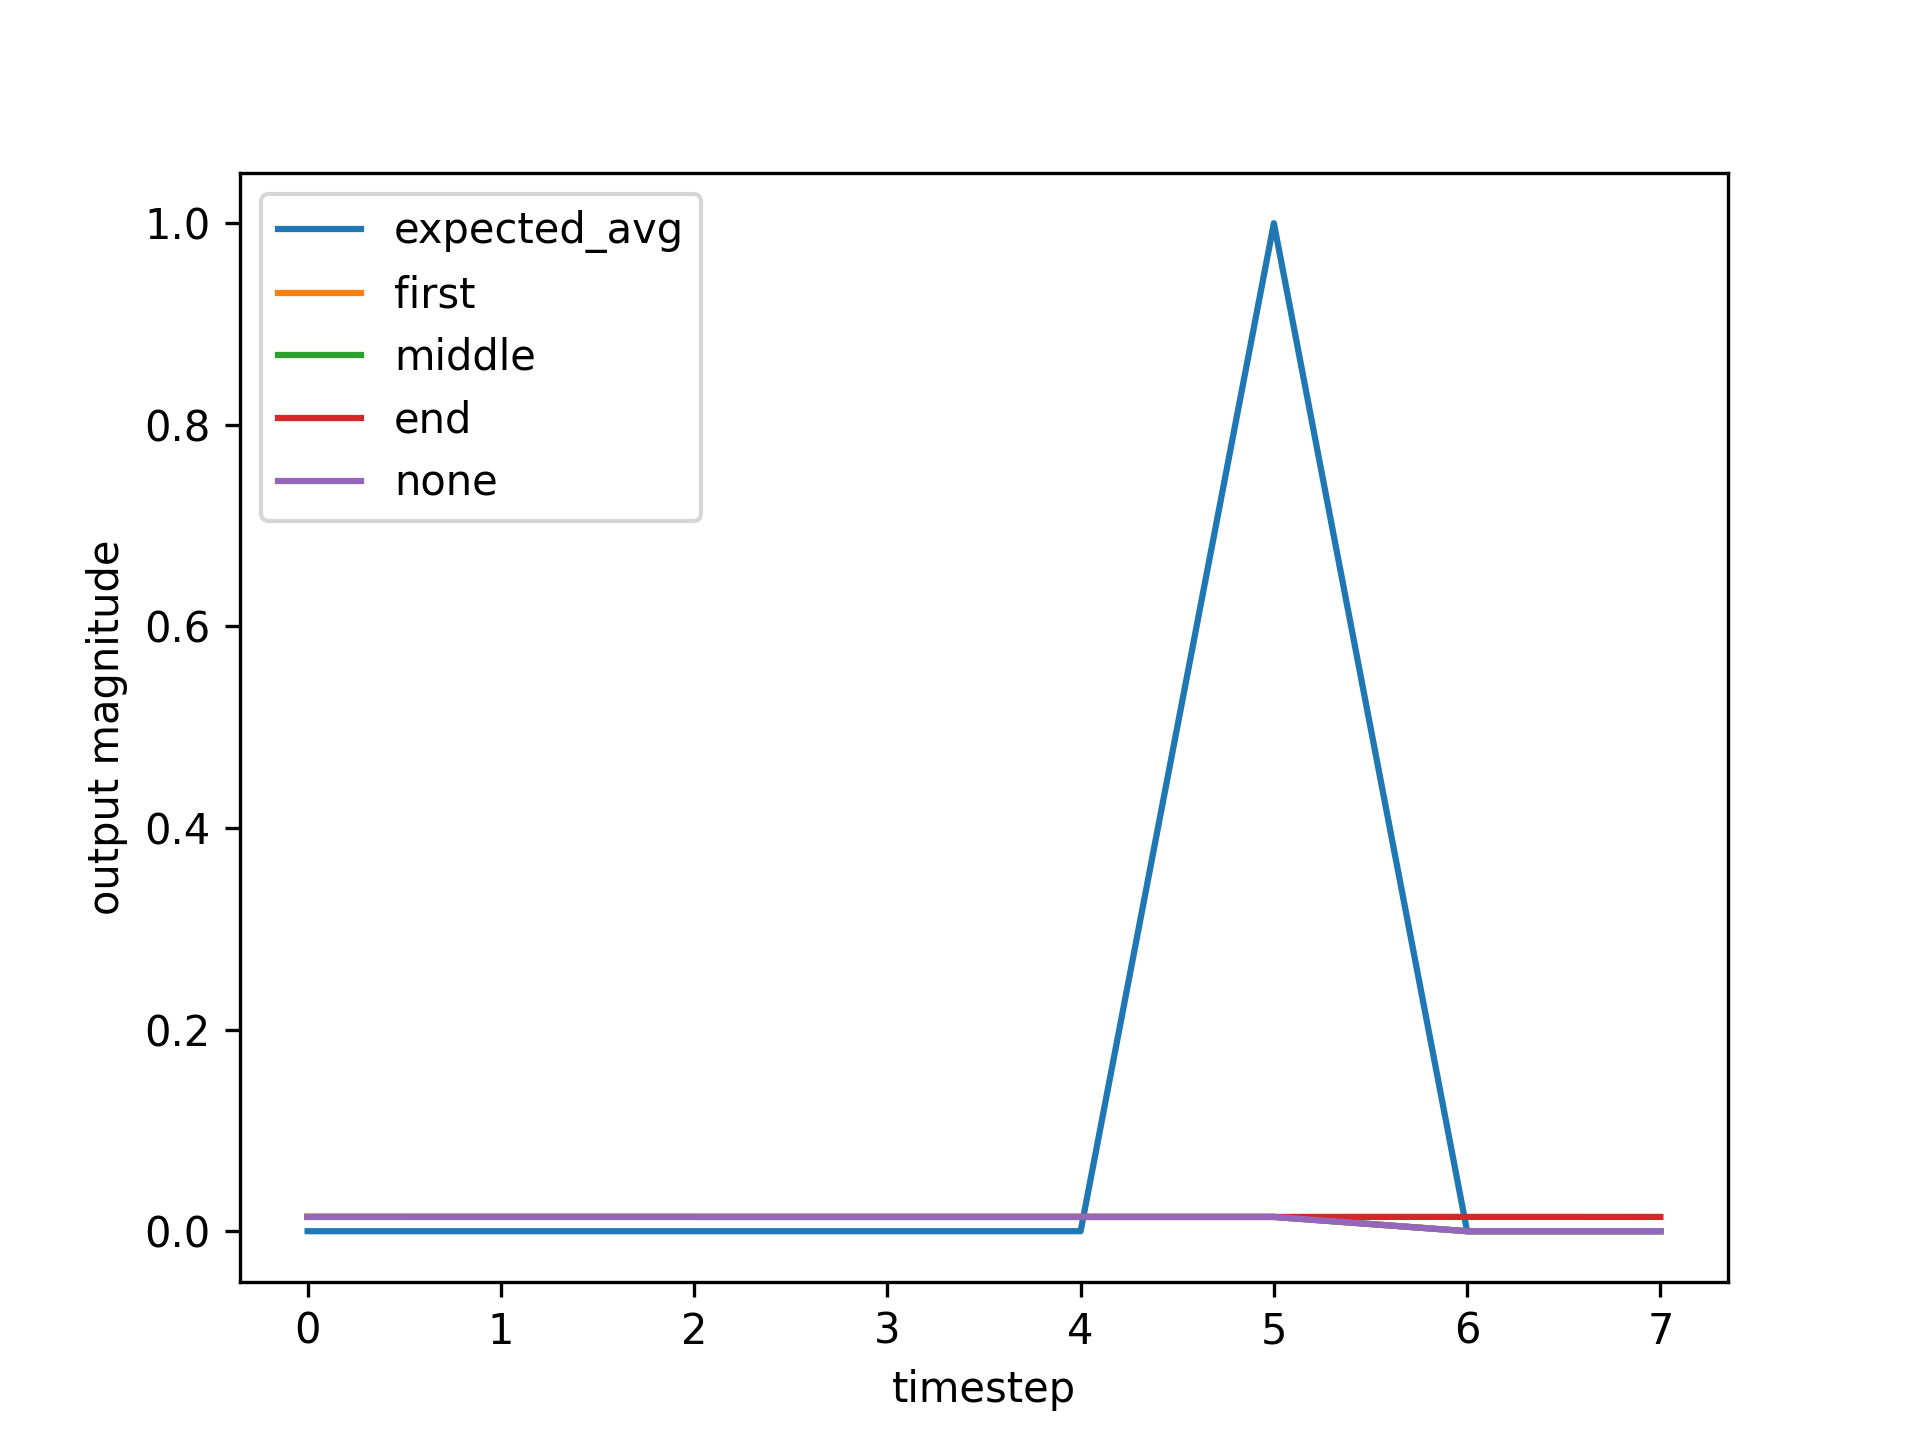 expected_avg
first
middle
end
none
1.0
0.8
0.6
0.4
0.2
0.0
output magnitude
0 1 2 3 4 5 6 7
timestep